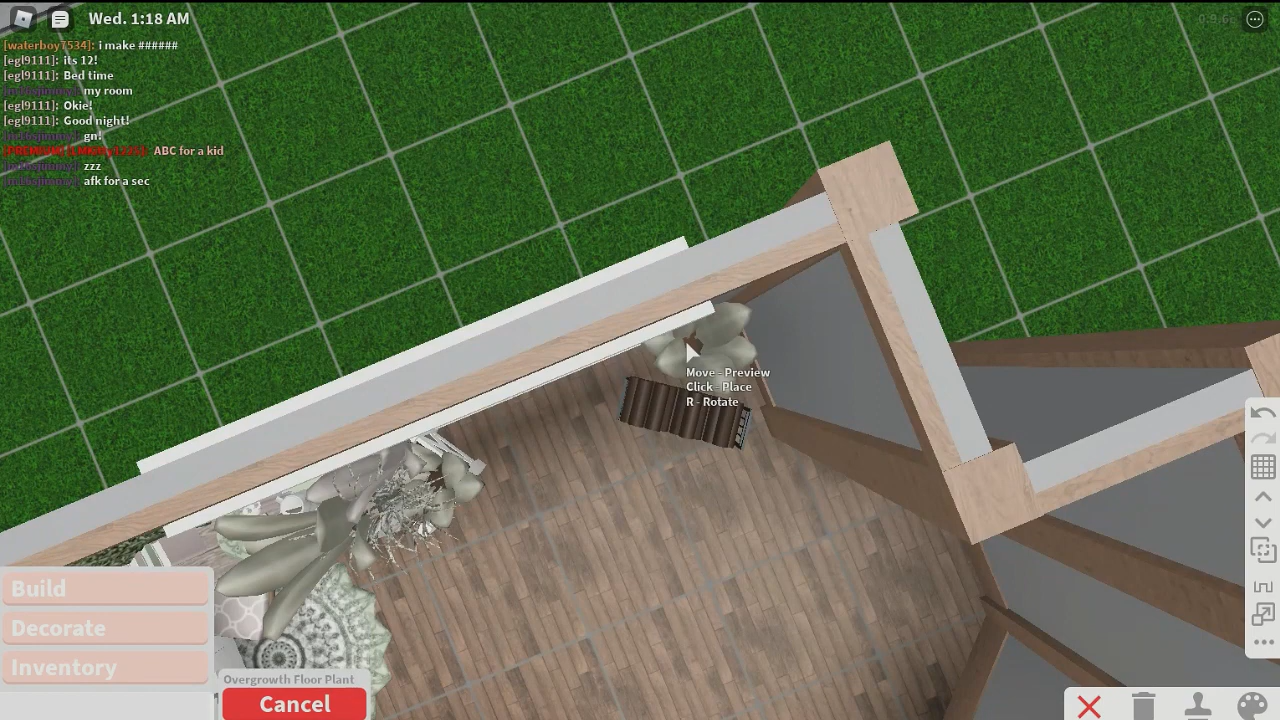 Wed. 1:18 AM
[waterboy7534]: i make ######
[egl9111]: its 12!
[egl9111]: Bed time
my room
[egl9111]: Okie!
[egl9111]: Good night!
gn!
ABC for a kid
zzz
afk for a sec
Move - Preview
Click - Place
R - Rotate
Build
Decorate
Inventory
Overgrowth Floor Plant
Cancel